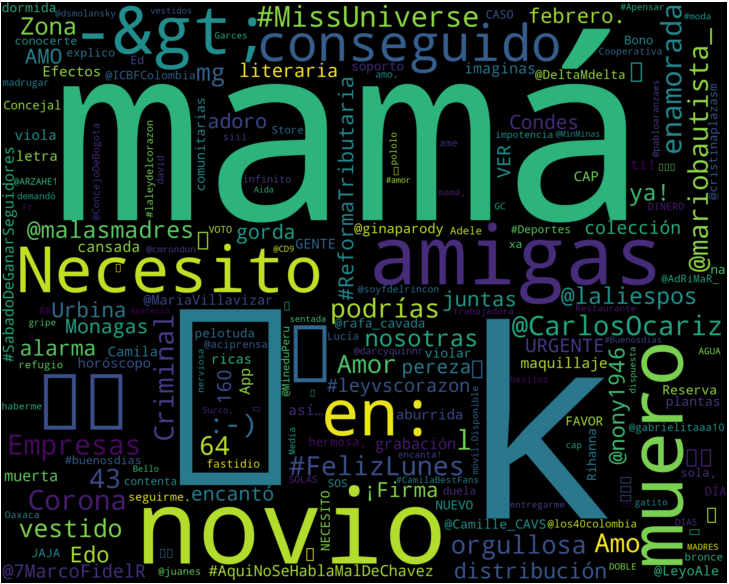 dormida
@dsmolansky
vestidos
#MissUniverse
CASO
febrero.
#Apensar
#moda
Zona
-&gt;
conocerte
Garces
conseguido
Bono
Cooperativa
AMO
explico
Ed
Efectos
@ICBFColombia
mg
literaria
soporto
imaginas
@DeltaMdelta
enamorada
@mariobautista_
madrugar
amo.
mamá
Concejal
adoro
Condes
viola
comunitarias
siii
Store
#ReformaTributaria
pololo
ame
VER
impotencia
@MinMinas
@pabloaranzaes
@cristinaplazasm
letra
@ConcejoDeBogota
#laleydelcorazon
david
infinito
Aida
#amor
mamá,
CAP
ti!
@ARZAHE1
demandó
Ft
GC
DINERO
ya!
@malasmadres
gorda
VOTO
@ginaparody
Adele
#Deportes
colección
#SabadoDeGanarSeguidores
cansada
@cmrondon
GENTE
@CD9
xa
na
Necesito
amigas
@AdRiMaR_
RT
gripe
Aparecio
@MariaVillavizar
@soyfdelrincon
juntas
trabajadora
@laliespos
Restaurante
Urbina
Monagas
podrías
@CarlosOcariz
sentada
@rafa_cavada
nosotras
Criminal
pelotuda
@aciprensa
Lucía
alarma
Camila
@MineduPeru
@darcyquinnr
violar
URGENTE
#Buenosdias
AGUA
refugio
horóscopo
nerviosa
ricas
Amor
pereza
maquillaje
dispuesta
160
App
#leyvscorazon
besitos
Reserva
haberme
Surco,
:-)
así…
aburrida
K
FAVOR
@nony1946
plantas
en:
Rihanna
@gabrielitaaa10
Empresas
64
hermosa,
grabación
l
móvil.Disponible
cap
muero
muerta
#buenosdias
fastidio
Media
encanta!
sola,
43
Bello
contenta
#FelizLunes
#CamilaBestFans
DÍA
Corona
seguirme.
encantó
SOLAS
SOS
¡Firma
duela
NUEVO
entregarme
gatito
Oaxaca
vestido
novio
NECESITO
@Camille_CAVS
@los40colombia
DÍAS
bronce
JAJA
Edo
orgullosa
Amo
MADRES
@7MarcoFidelR
@juanes
#AquiNoSeHablaMalDeChavez
distribución
DOBLE
@LeyoAle